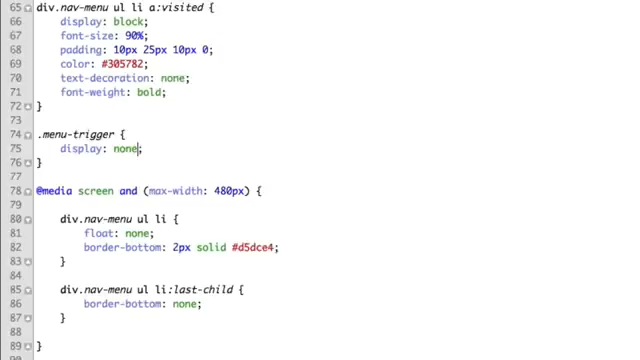 65 div.nav-menu ul li a:visited {
66 display: block;
67 font-size: 90%;
68 padding: 10px 25px 10px 0;
69 color: #305782;
70 text-decoration: none;
71 font-weight: bold;
72 }
73
74 .menu-trigger {
75 display: none;
76 }
77
78 @media screen and (max-width: 480px) {
79
80 div.nav-menu ul li {
81 float: none;
82 border-bottom: 2px solid #d5dce4;
83 }
84
85 div.nav-menu ul li:last-child {
86 border-bottom: none;
87 }
88
89 }
90